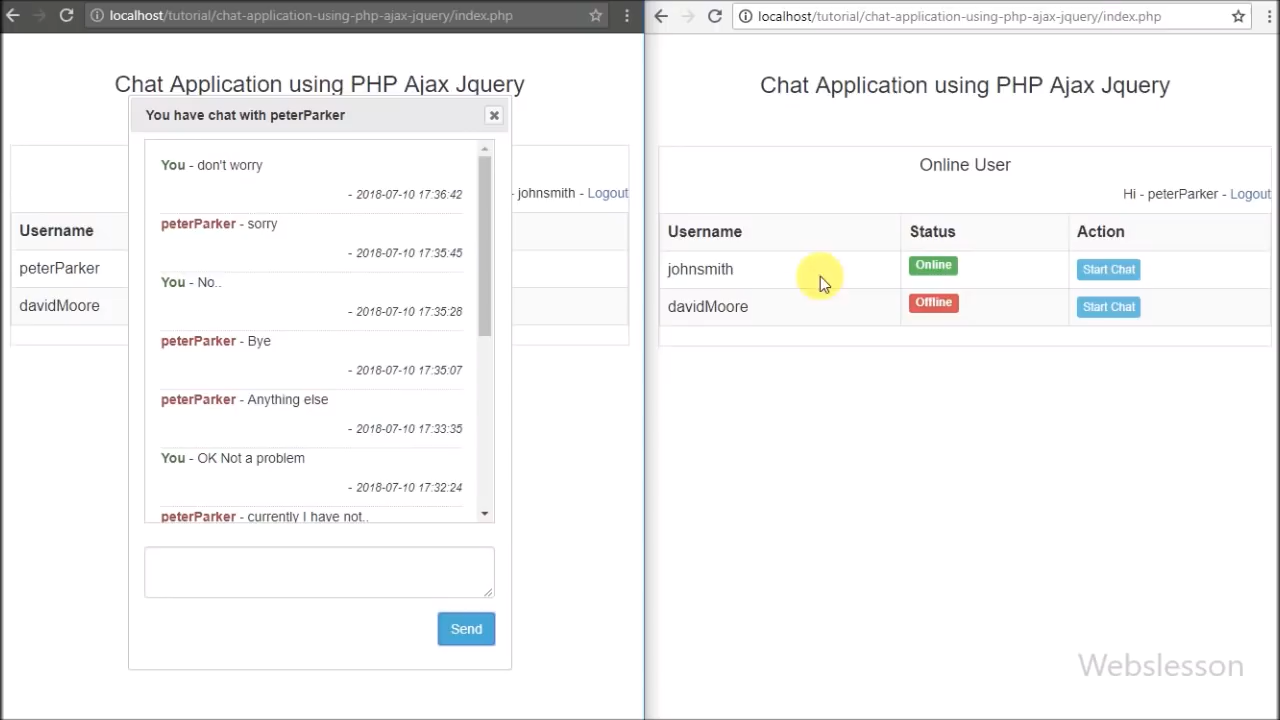 localhost/tutorial/chat-application-using-php-ajax-jquery/index.php
Chat Application using PHP Ajax Jquery
You have chat with peterParker
You - don't worry
- 2018-07-10 17:36:42
peterParker - sorry
- 2018-07-10 17:35:45
You - No..
- 2018-07-10 17:35:28
peterParker - Bye
- 2018-07-10 17:35:07
peterParker - Anything else
- 2018-07-10 17:33:35
You - OK Not a problem
- 2018-07-10 17:32:24
peterParker - currently I have not..
Send
- johnsmith - Logout
Username
peterParker
davidMoore
localhost/tutorial/chat-application-using-php-ajax-jquery/index.php
Chat Application using PHP Ajax Jquery
Online User
Hi - peterParker - Logout
Username Status Action
johnsmith Online Start Chat
davidMoore Offline Start Chat
Webslesson